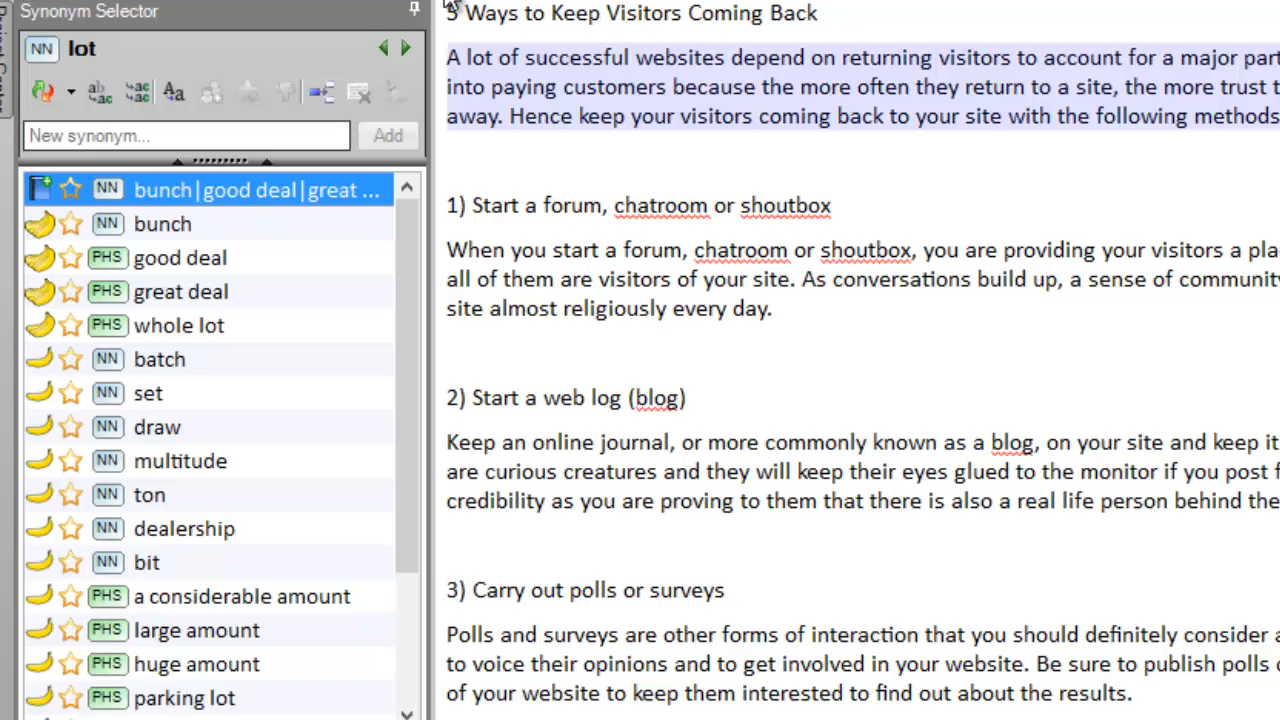 Synonym Selector
NN lot
ab ac
ac ac
Aa
New synonym...
Add
NN bunch|good deal|great ...
NN bunch
PHS good deal
PHS great deal
PHS whole lot
NN batch
NN set
NN draw
NN multitude
NN ton
NN dealership
NN bit
PHS a considerable amount
PHS large amount
PHS huge amount
PHS parking lot
5 Ways to Keep Visitors Coming Back
A lot of successful websites depend on returning visitors to account for a major part
into paying customers because the more often they return to a site, the more trust t
away. Hence keep your visitors coming back to your site with the following methods
1) Start a forum, chatroom or shoutbox
When you start a forum, chatroom or shoutbox, you are providing your visitors a pla
all of them are visitors of your site. As conversations build up, a sense of community
site almost religiously every day.
2) Start a web log (blog)
Keep an online journal, or more commonly known as a blog, on your site and keep it
are curious creatures and they will keep their eyes glued to the monitor if you post f
credibility as you are proving to them that there is also a real life person behind the
3) Carry out polls or surveys
Polls and surveys are other forms of interaction that you should definitely consider a
to voice their opinions and to get involved in your website. Be sure to publish polls
of your website to keep them interested to find out about the results.